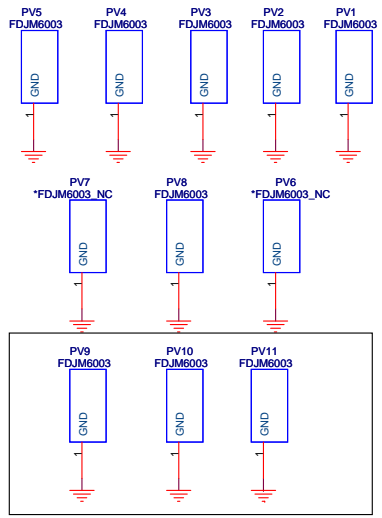 PV5 PV4 PV3 PV2 PV1
FDJM6003 FDJM6003 FDJM6003 FDJM6003 FDJM6003
GND GND GND GND GND
1 1 1 1 1
PV7 PV8 PV6
*FDJM6003_NC FDJM6003 *FDJM6003_NC
GND GND GND
1 1 1
PV9 PV10 PV11
FDJM6003 FDJM6003 FDJM6003
GND GND GND
1 1 1